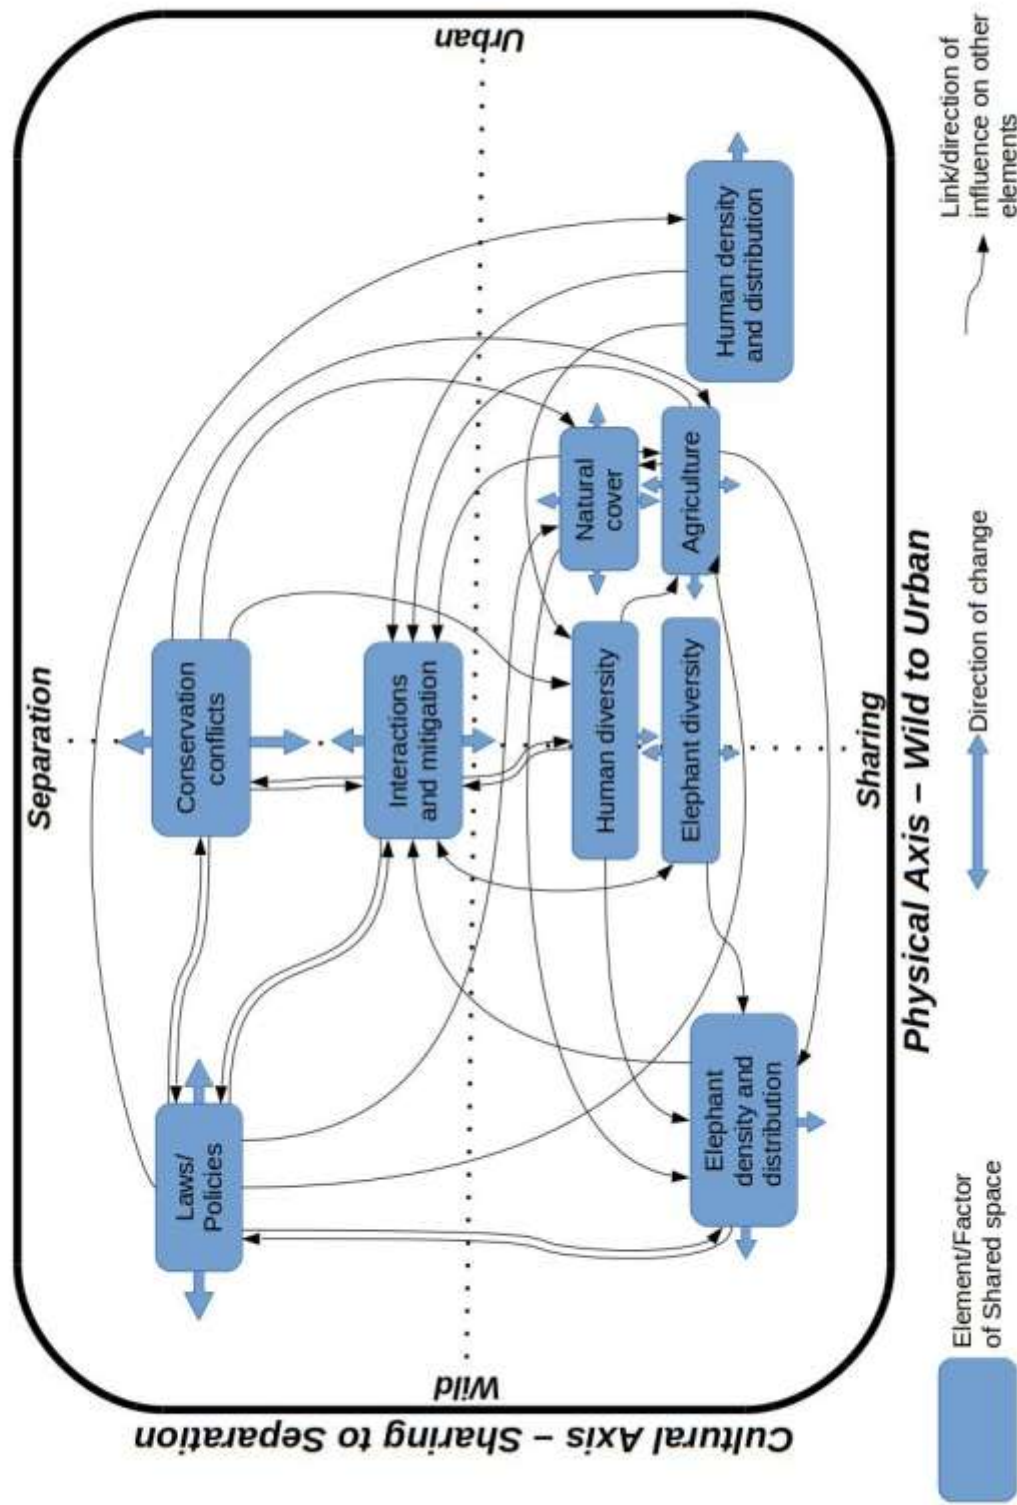 Separation
Urban
Wild
Sharing
Cultural Axis – Sharing to Separation
Physical Axis – Wild to Urban
Laws/
Policies
Conservation
conflicts
Interactions
and mitigation
Human diversity
Elephant diversity
Natural
cover
Agriculture
Human density
and distribution
Elephant
density and
distribution
Element/Factor
of Shared space
Direction of change
Link/direction of
influence on other
elements